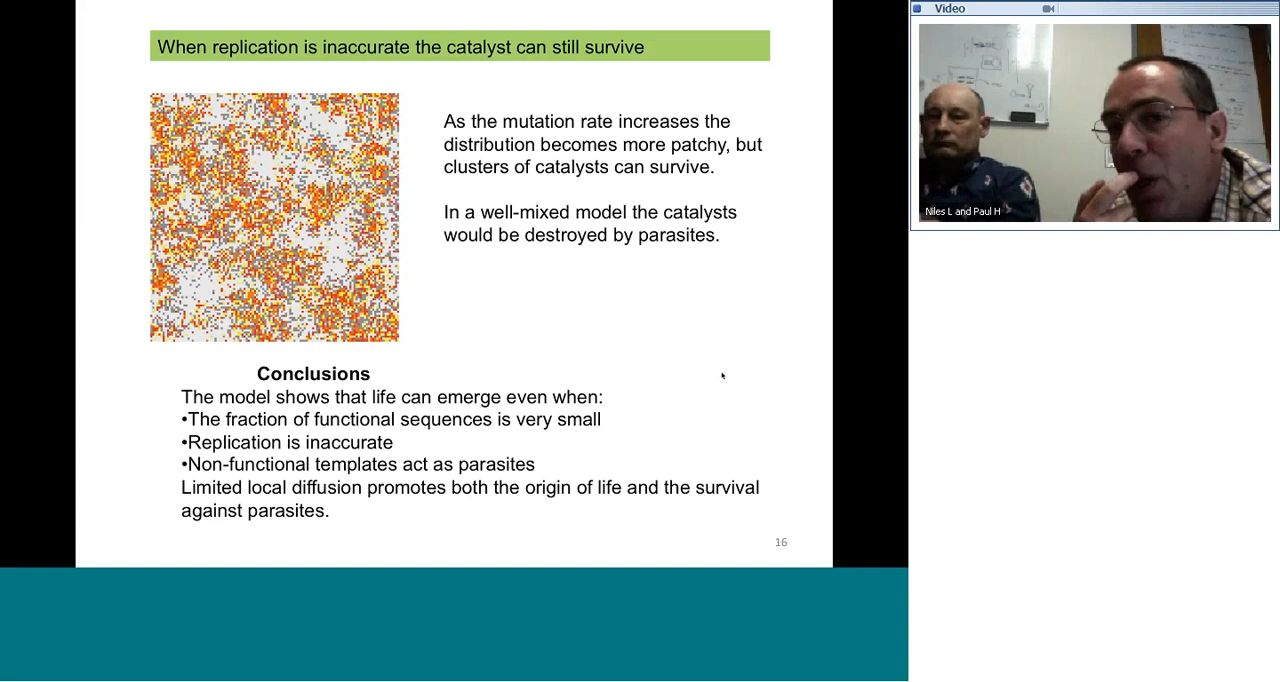 When replication is inaccurate the catalyst can still survive
As the mutation rate increases the
distribution becomes more patchy, but
clusters of catalysts can survive.
In a well-mixed model the catalysts
would be destroyed by parasites.
Conclusions
The model shows that life can emerge even when:
•The fraction of functional sequences is very small
•Replication is inaccurate
•Non-functional templates act as parasites
Limited local diffusion promotes both the origin of life and the survival
against parasites.
16
Video
Niles L and Paul H